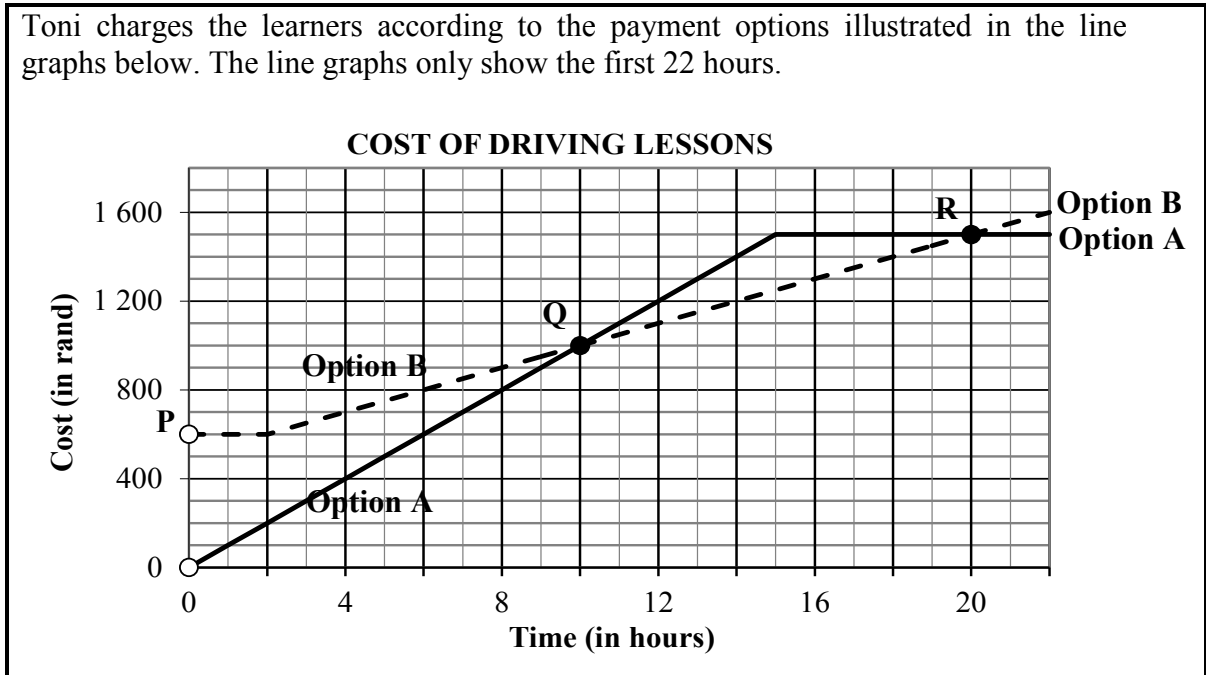 Toni charges the learners according to the payment options illustrated in the line
graphs below. The line graphs only show the first 22 hours.
COST OF DRIVING LESSONS
Cost (in rand)
1 600
1 200
800
400
0
P
Q
R
Option B
Option A
Option B
Option A
0 4 8 12 16 20
Time (in hours)